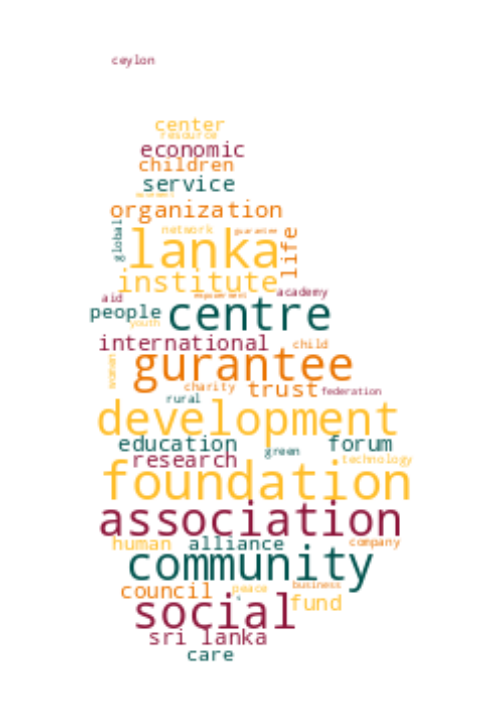 ceylon
center
resource
economic
children
service
organization
global
network
guarantee
lanka
life
institute
empowerment
academy
aid
people
centre
youth
international
child
gurantee
women
charity
trust
federation
rural
development
education
green
forum
research
technology
foundation
association
human
alliance
company
community
council
peace
business
fund
social
sri lanka
care